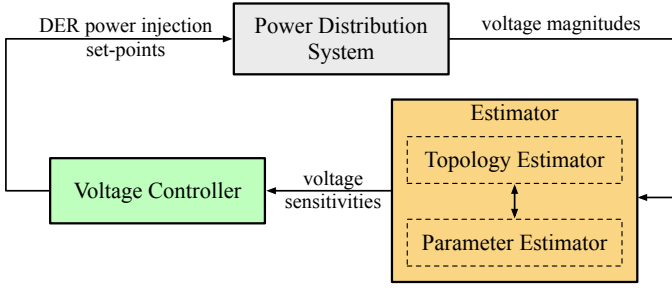 DER power injection
set-points
Power Distribution
System
voltage magnitudes
Estimator
Topology Estimator
Parameter Estimator
voltage
sensitivities
Voltage Controller